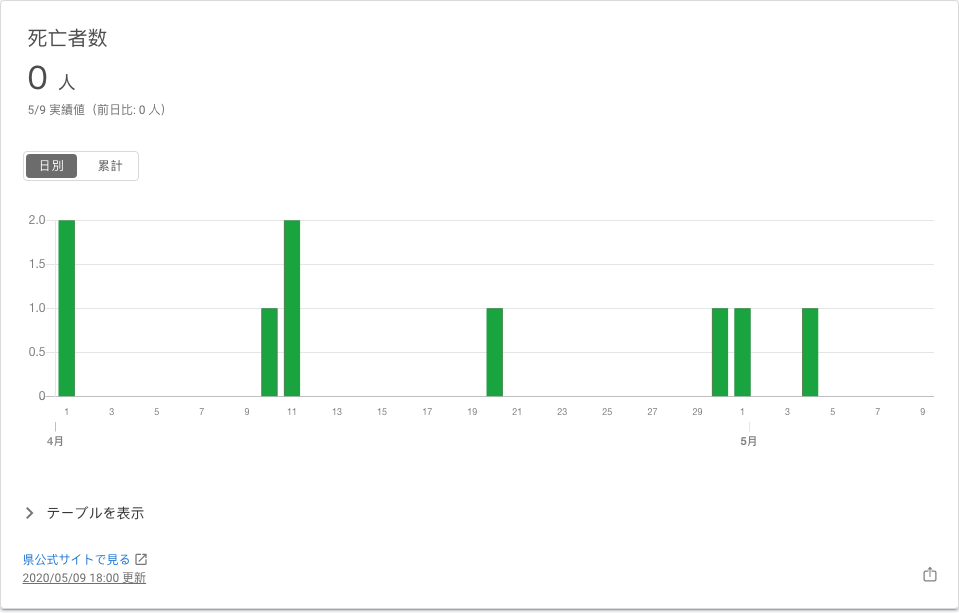 死亡者数
0 人
5/9 実績値（前日比: 0 人）
日別 累計
2.0
1.5
1.0
0.5
0
1 3 5 7 9 11 13 15 17 19 21 23 25 27 29 1 3 5 7 9
4月 5月
テーブルを表示
県公式サイトで見る
2020/05/09 18:00 更新